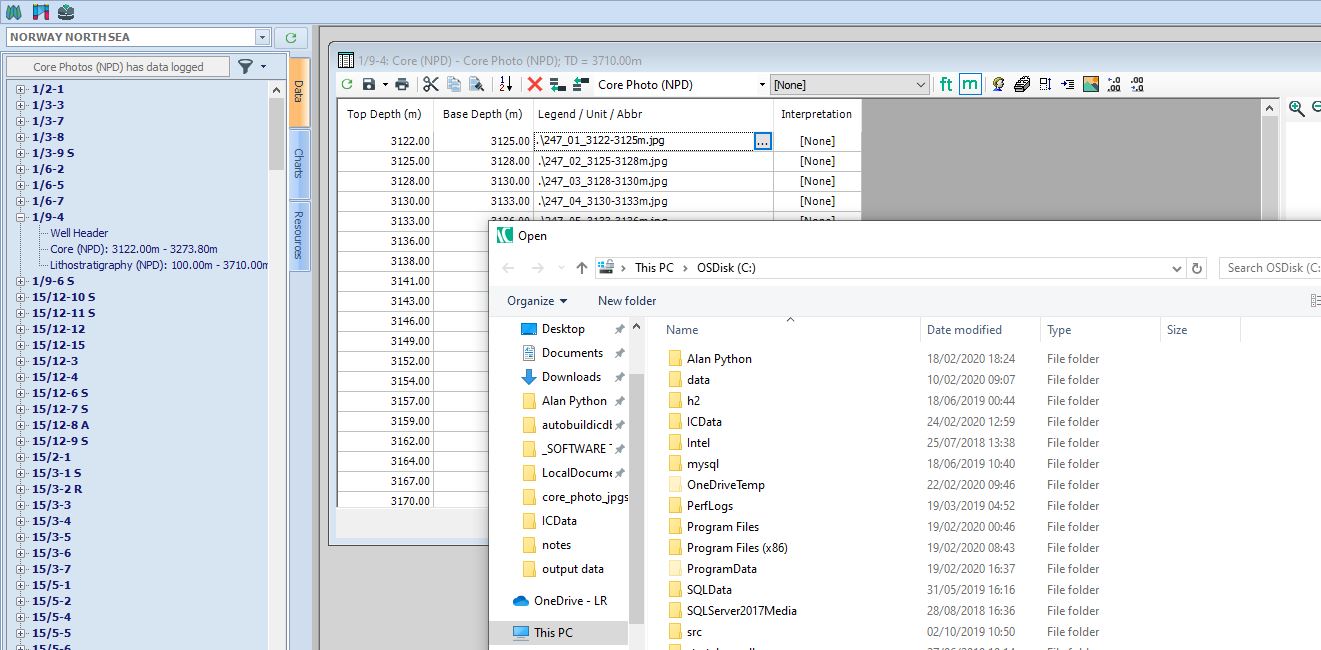 NORWAY NORTH SEA
Core Photos (NPD) has data logged
1/2-1
1/3-3
1/3-7
1/3-8
1/3-9 S
1/6-2
1/6-5
1/6-7
1/9-4
Well Header
Core (NPD): 3122.00m - 3273.80m
Lithostratigraphy (NPD): 100.00m - 3710.00m
1/9-6 S
15/12-10 S
15/12-11 S
15/12-12
15/12-15
15/12-3
15/12-4
15/12-6 S
15/12-7 S
15/12-8 A
15/12-9 S
15/2-1
15/3-1 S
15/3-2 R
15/3-3
15/3-4
15/3-5
15/3-6
15/3-7
15/5-1
15/5-2
15/5-4
15/5-5
15/5-6
Data
Charts
Resources
1/9-4: Core (NPD) - Core Photo (NPD); TD = 3710.00m
Core Photo (NPD) [None] ft m
Top Depth (m) Base Depth (m) Legend / Unit / Abbr Interpretation
3122.00 3125.00 .\247_01_3122-3125m.jpg ... [None]
3125.00 3128.00 .\247_02_3125-3128m.jpg [None]
3128.00 3130.00 .\247_03_3128-3130m.jpg [None]
3130.00 3133.00 .\247_04_3130-3133m.jpg [None]
3133.00 3136.00 .\247_05_3133-3136m.jpg [None]
3136.00
3138.00
3141.00
3143.00
3146.00
3149.00
3152.00
3154.00
3157.00
3159.00
3162.00
3164.00
3167.00
3170.00
Open
This PC > OSDisk (C:)
Search OSDisk (C:
Organize New folder
Desktop
Documents
Downloads
Alan Python
autobuildicdb
_SOFTWARE
LocalDocume
core_photo_jpgs
ICData
notes
output data
OneDrive - LR
This PC
Name Date modified Type Size
Alan Python 18/02/2020 18:24 File folder
data 10/02/2020 09:07 File folder
h2 18/06/2019 00:44 File folder
ICData 24/02/2020 12:59 File folder
Intel 25/07/2018 13:38 File folder
mysql 18/06/2019 10:40 File folder
OneDriveTemp 22/02/2020 09:46 File folder
PerfLogs 19/03/2019 04:52 File folder
Program Files 19/02/2020 00:46 File folder
Program Files (x86) 19/02/2020 08:43 File folder
ProgramData 19/02/2020 16:37 File folder
SQLData 31/05/2019 16:16 File folder
SQLServer2017Media 28/08/2018 16:36 File folder
src 02/10/2019 10:50 File folder